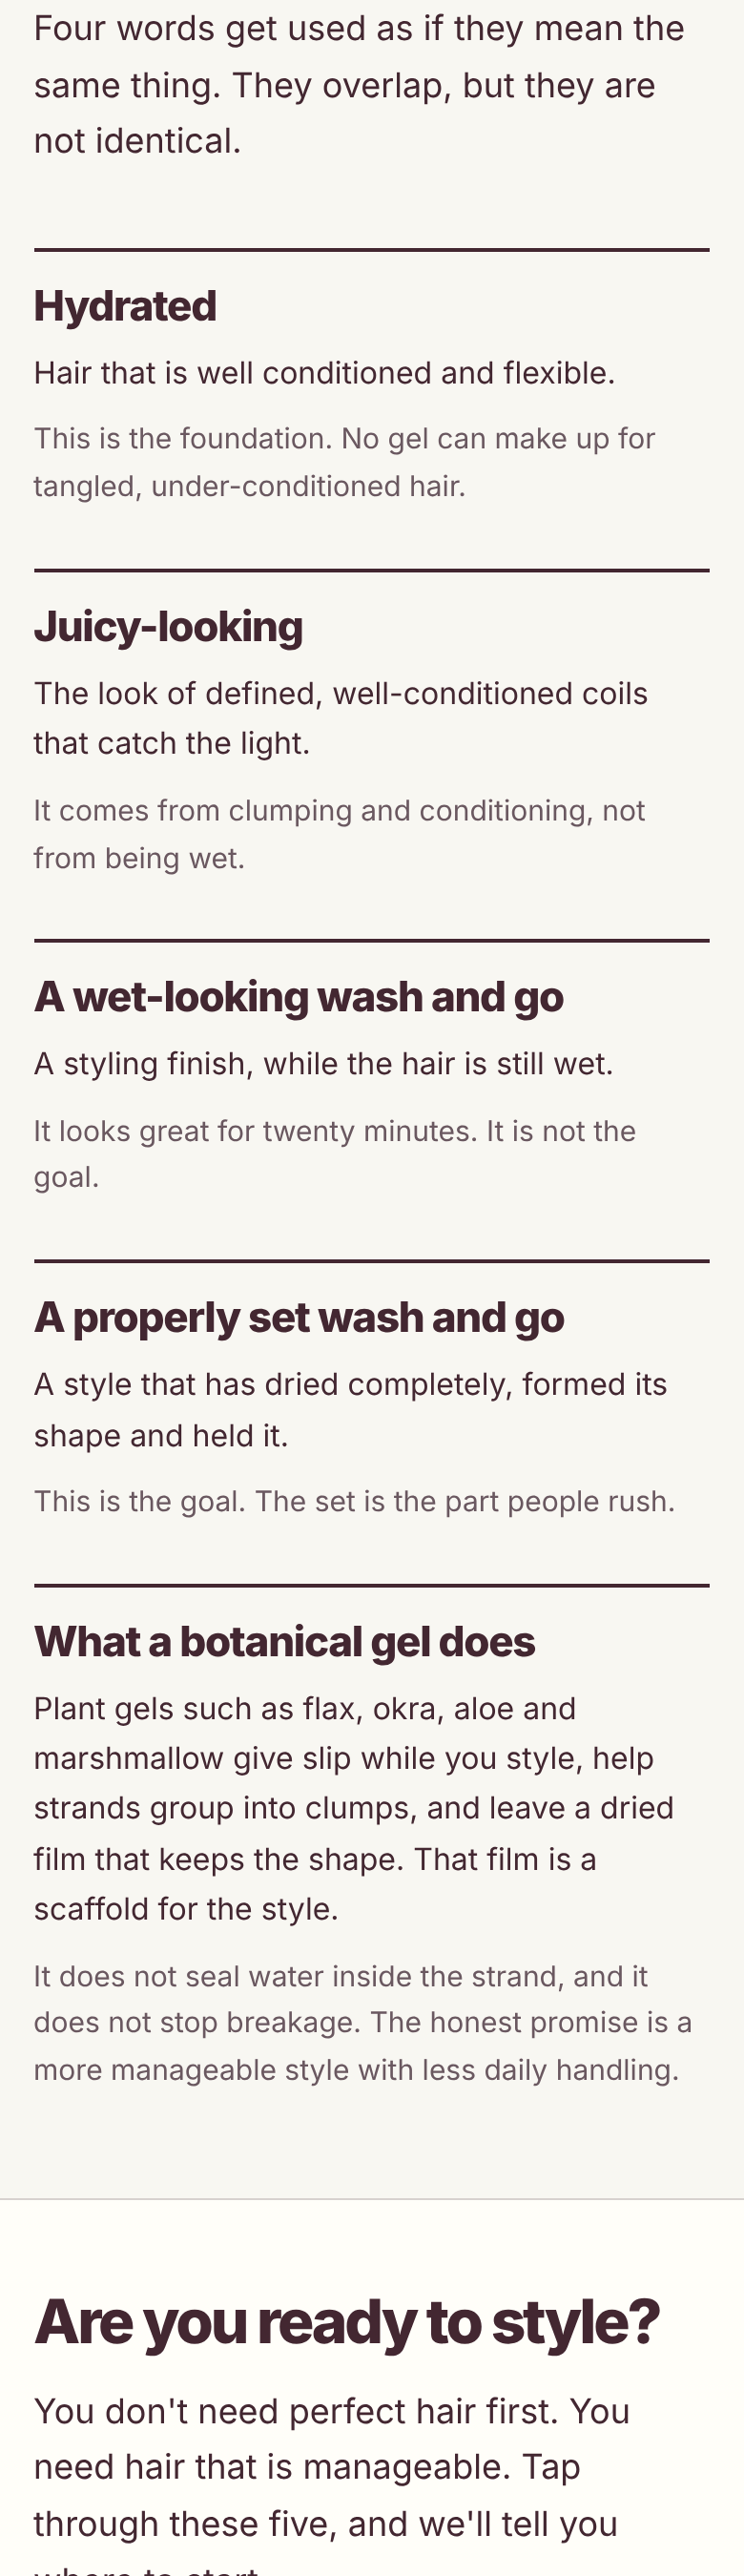 Four words get used as if they mean the
same thing. They overlap, but they are
not identical.
Hydrated
Hair that is well conditioned and flexible.
This is the foundation. No gel can make up for
tangled, under-conditioned hair.
Juicy-looking
The look of defined, well-conditioned coils
that catch the light.
It comes from clumping and conditioning, not
from being wet.
A wet-looking wash and go
A styling finish, while the hair is still wet.
It looks great for twenty minutes. It is not the
goal.
A properly set wash and go
A style that has dried completely, formed its
shape and held it.
This is the goal. The set is the part people rush.
What a botanical gel does
Plant gels such as flax, okra, aloe and
marshmallow give slip while you style, help
strands group into clumps, and leave a dried
film that keeps the shape. That film is a
scaffold for the style.
It does not seal water inside the strand, and it
does not stop breakage. The honest promise is a
more manageable style with less daily handling.
Are you ready to style?
You don't need perfect hair first. You
need hair that is manageable. Tap
through these five, and we'll tell you
where to start